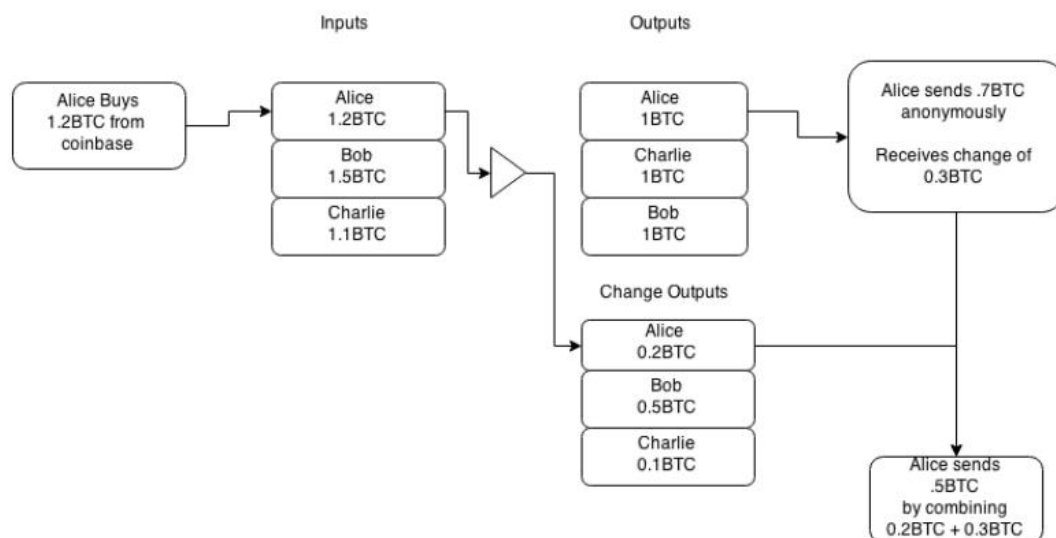 Inputs
Outputs
Alice Buys
1.2BTC from
coinbase
Alice
1.2BTC
Bob
1.5BTC
Charlie
1.1BTC
Alice
1BTC
Charlie
1BTC
Bob
1BTC
Alice sends .7BTC
anonymously
Receives change of
0.3BTC
Change Outputs
Alice
0.2BTC
Bob
0.5BTC
Charlie
0.1BTC
Alice sends
.5BTC
by combining
0.2BTC + 0.3BTC